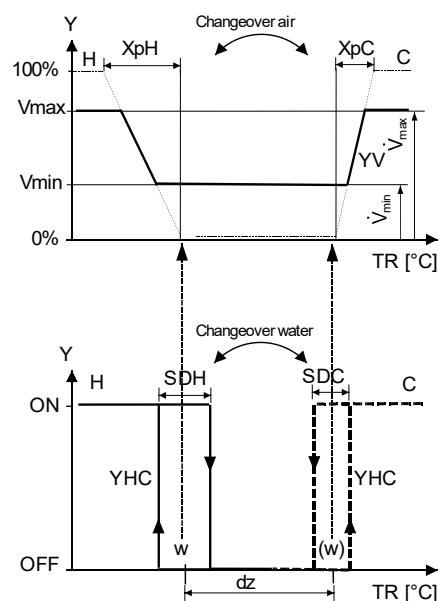 Y
Changeover air
H
XpH
XpC
C
100%
Vmax
YV
V̇max
Vmin
V̇min
0%
TR [°C]
Y
Changeover water
H
SDH
SDC
C
ON
YHC
YHC
w
(w)
OFF
dz
TR [°C]